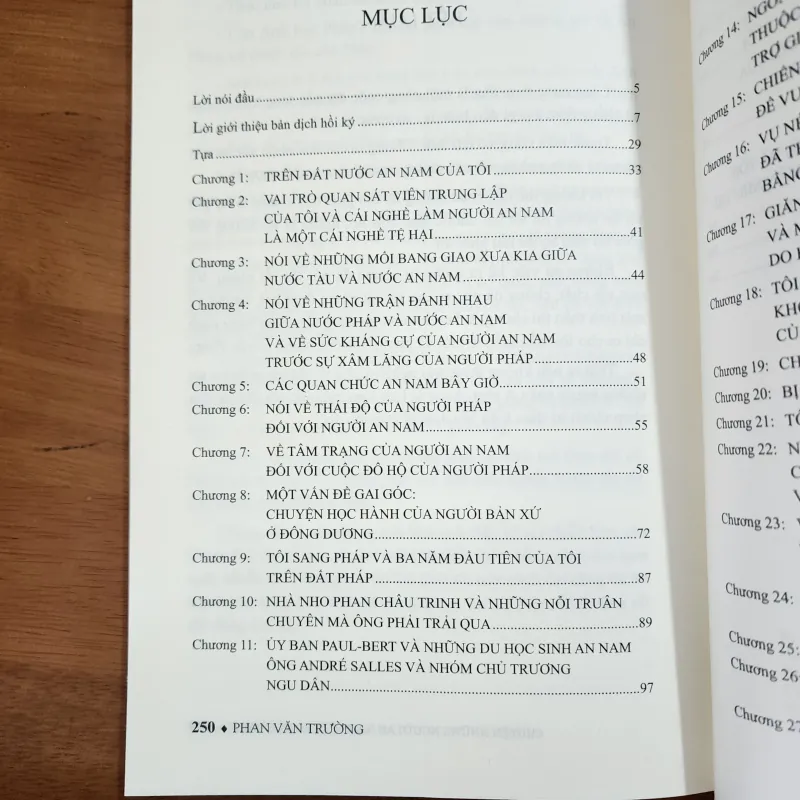 MỤC LỤC
Lời nói đầu 5
Lời giới thiệu bản dịch hồi ký 7
Tựa 29
Chương 1: TRÊN ĐẤT NƯỚC AN NAM CỦA TÔI 33
Chương 2: VAI TRÒ QUAN SÁT VIÊN TRUNG LẬP
CỦA TÔI VÀ CÁI NGHỀ LÀM NGƯỜI AN NAM
LÀ MỘT CÁI NGHỀ TỆ HẠI 41
Chương 3: NÓI VỀ NHỮNG MỐI BANG GIAO XƯA KIA GIỮA
NƯỚC TÀU VÀ NƯỚC AN NAM 44
Chương 4: NÓI VỀ NHỮNG TRẬN ĐÁNH NHAU
GIỮA NƯỚC PHÁP VÀ NƯỚC AN NAM
VÀ VỀ SỨC KHÁNG CỰ CỦA NGƯỜI AN NAM
TRƯỚC SỰ XÂM LĂNG CỦA NGƯỜI PHÁP 48
Chương 5: CÁC QUAN CHỨC AN NAM BÂY GIỜ 51
Chương 6: NÓI VỀ THÁI ĐỘ CỦA NGƯỜI PHÁP
ĐỐI VỚI NGƯỜI AN NAM 55
Chương 7: VỀ TÂM TRẠNG CỦA NGƯỜI AN NAM
ĐỐI VỚI CUỘC ĐÔ HỘ CỦA NGƯỜI PHÁP 58
Chương 8: MỘT VẤN ĐỀ GAI GÓC:
CHUYỆN HỌC HÀNH CỦA NGƯỜI BẢN XỨ
Ở ĐÔNG DƯƠNG 72
Chương 9: TÔI SANG PHÁP VÀ BA NĂM ĐẦU TIÊN CỦA TÔI
TRÊN ĐẤT PHÁP 87
Chương 10: NHÀ NHO PHAN CHÂU TRINH VÀ NHỮNG NỖI TRUÂN
CHUYÊN MÀ ÔNG PHẢI TRẢI QUA 89
Chương 11: ỦY BAN PAUL-BERT VÀ NHỮNG DU HỌC SINH AN NAM
ÔNG ANDRÉ SALLES VÀ NHÓM CHỦ TRƯƠNG
NGU DÂN 97
250 ♦ PHAN VĂN TRƯỜNG
Chương 14:
THUỘC
TRỢ
Chương 15: CHIẾN
ĐỀ
Chương 16: VỤ
ĐÃ
BẰNG
Chương 17:
VÀ
DO
Chương 18: TÔI
Chương 19:
Chương 20: BỊ
Chương 21:
Chương 22:
Chương 23:
Chương 24:
Chương 25:
Chương 26
Chương 27